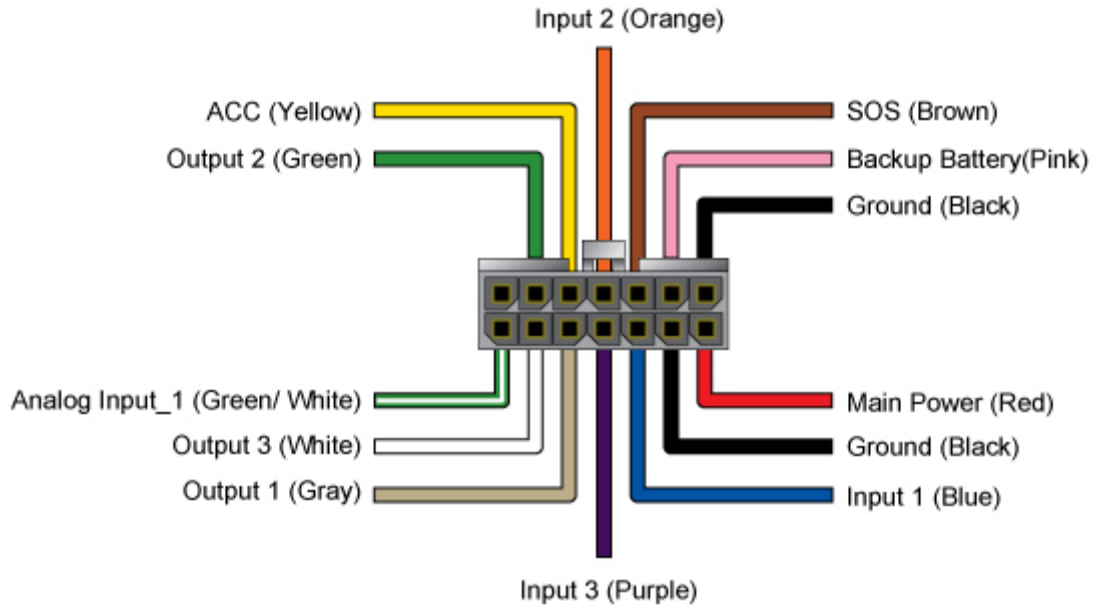 Input 2 (Orange)
ACC (Yellow)
SOS (Brown)
Output 2 (Green)
Backup Battery(Pink)
Ground (Black)
Analog Input_1 (Green/ White)
Main Power (Red)
Output 3 (White)
Ground (Black)
Output 1 (Gray)
Input 1 (Blue)
Input 3 (Purple)